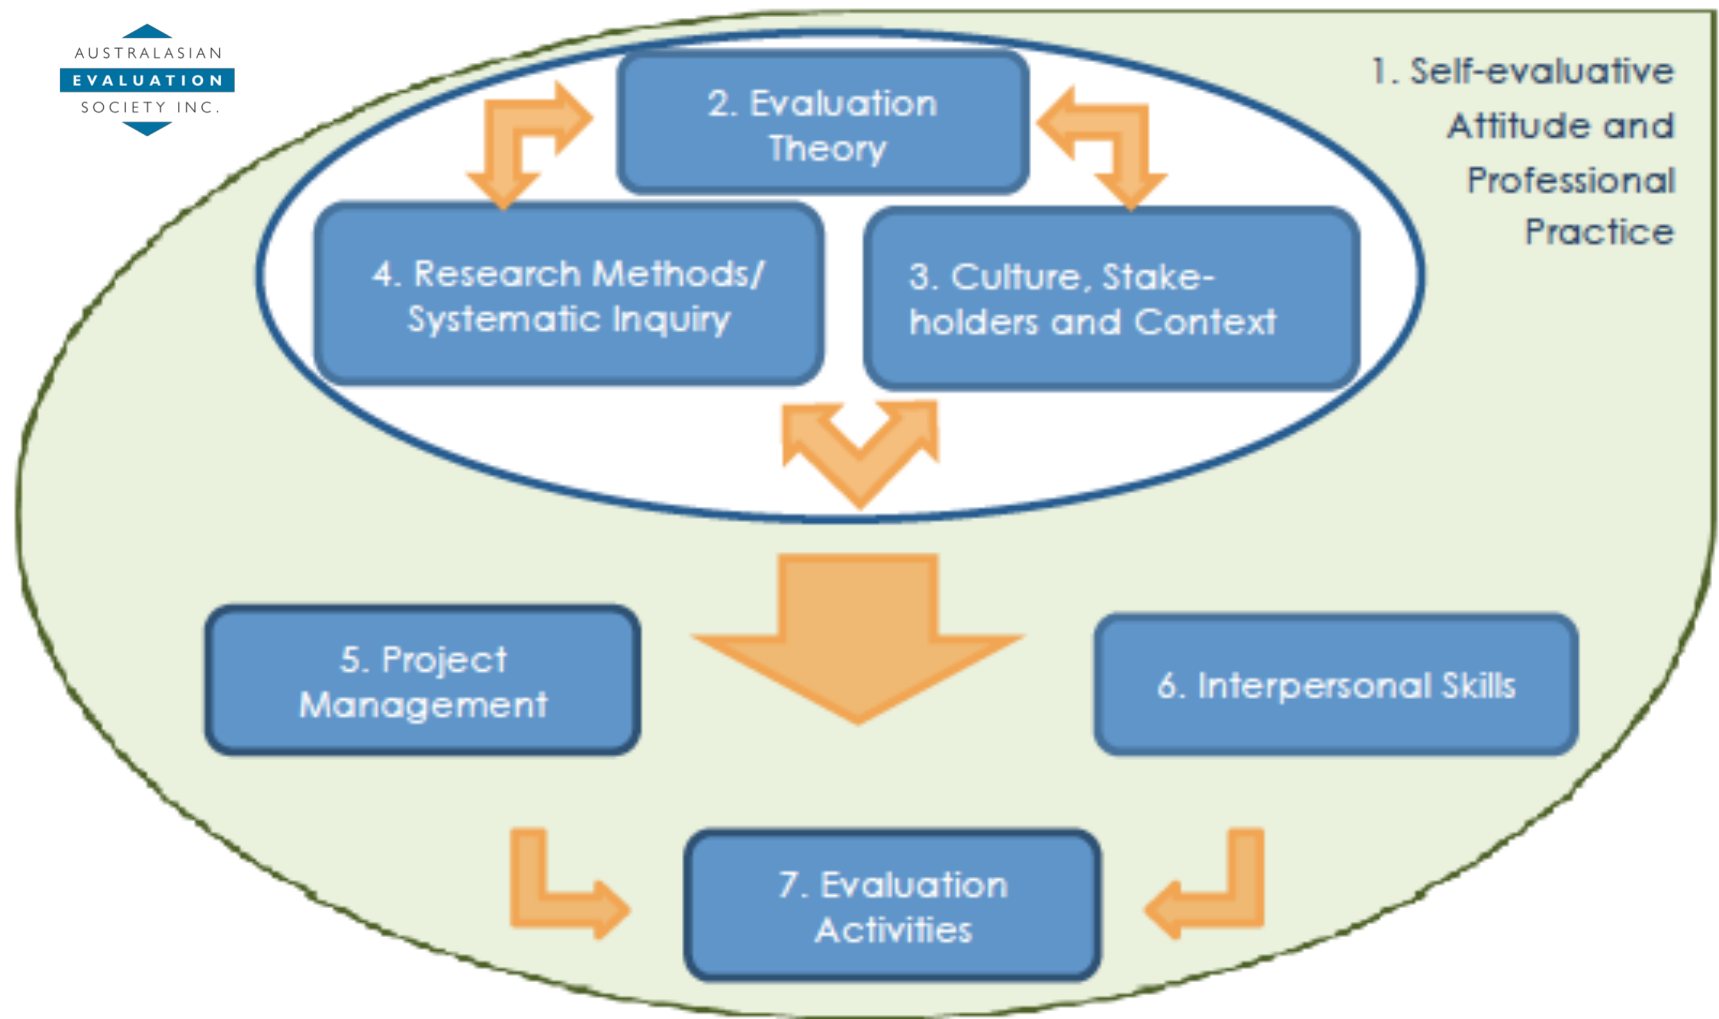 AUSTRALASIAN
EVALUATION
SOCIETY INC.
1. Self-evaluative
Attitude and
Professional
Practice
2. Evaluation
Theory
4. Research Methods/
Systematic Inquiry
3. Culture, Stake-
holders and Context
5. Project
Management
6. Interpersonal Skills
7. Evaluation
Activities